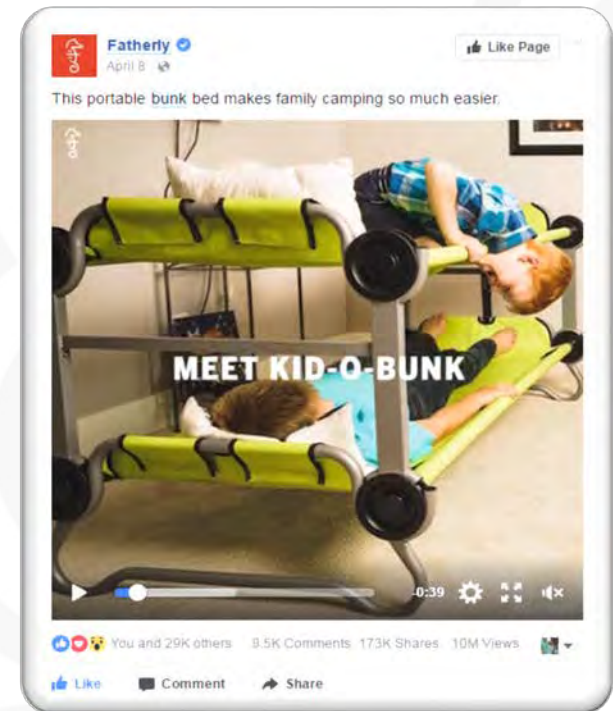 Fatherly
Like Page
April 8
This portable bunk bed makes family camping so much easier.
MEET KID-O-BUNK
-0:39
You and 29K others 8.5K Comments 173K Shares 10M Views
Like Comment Share